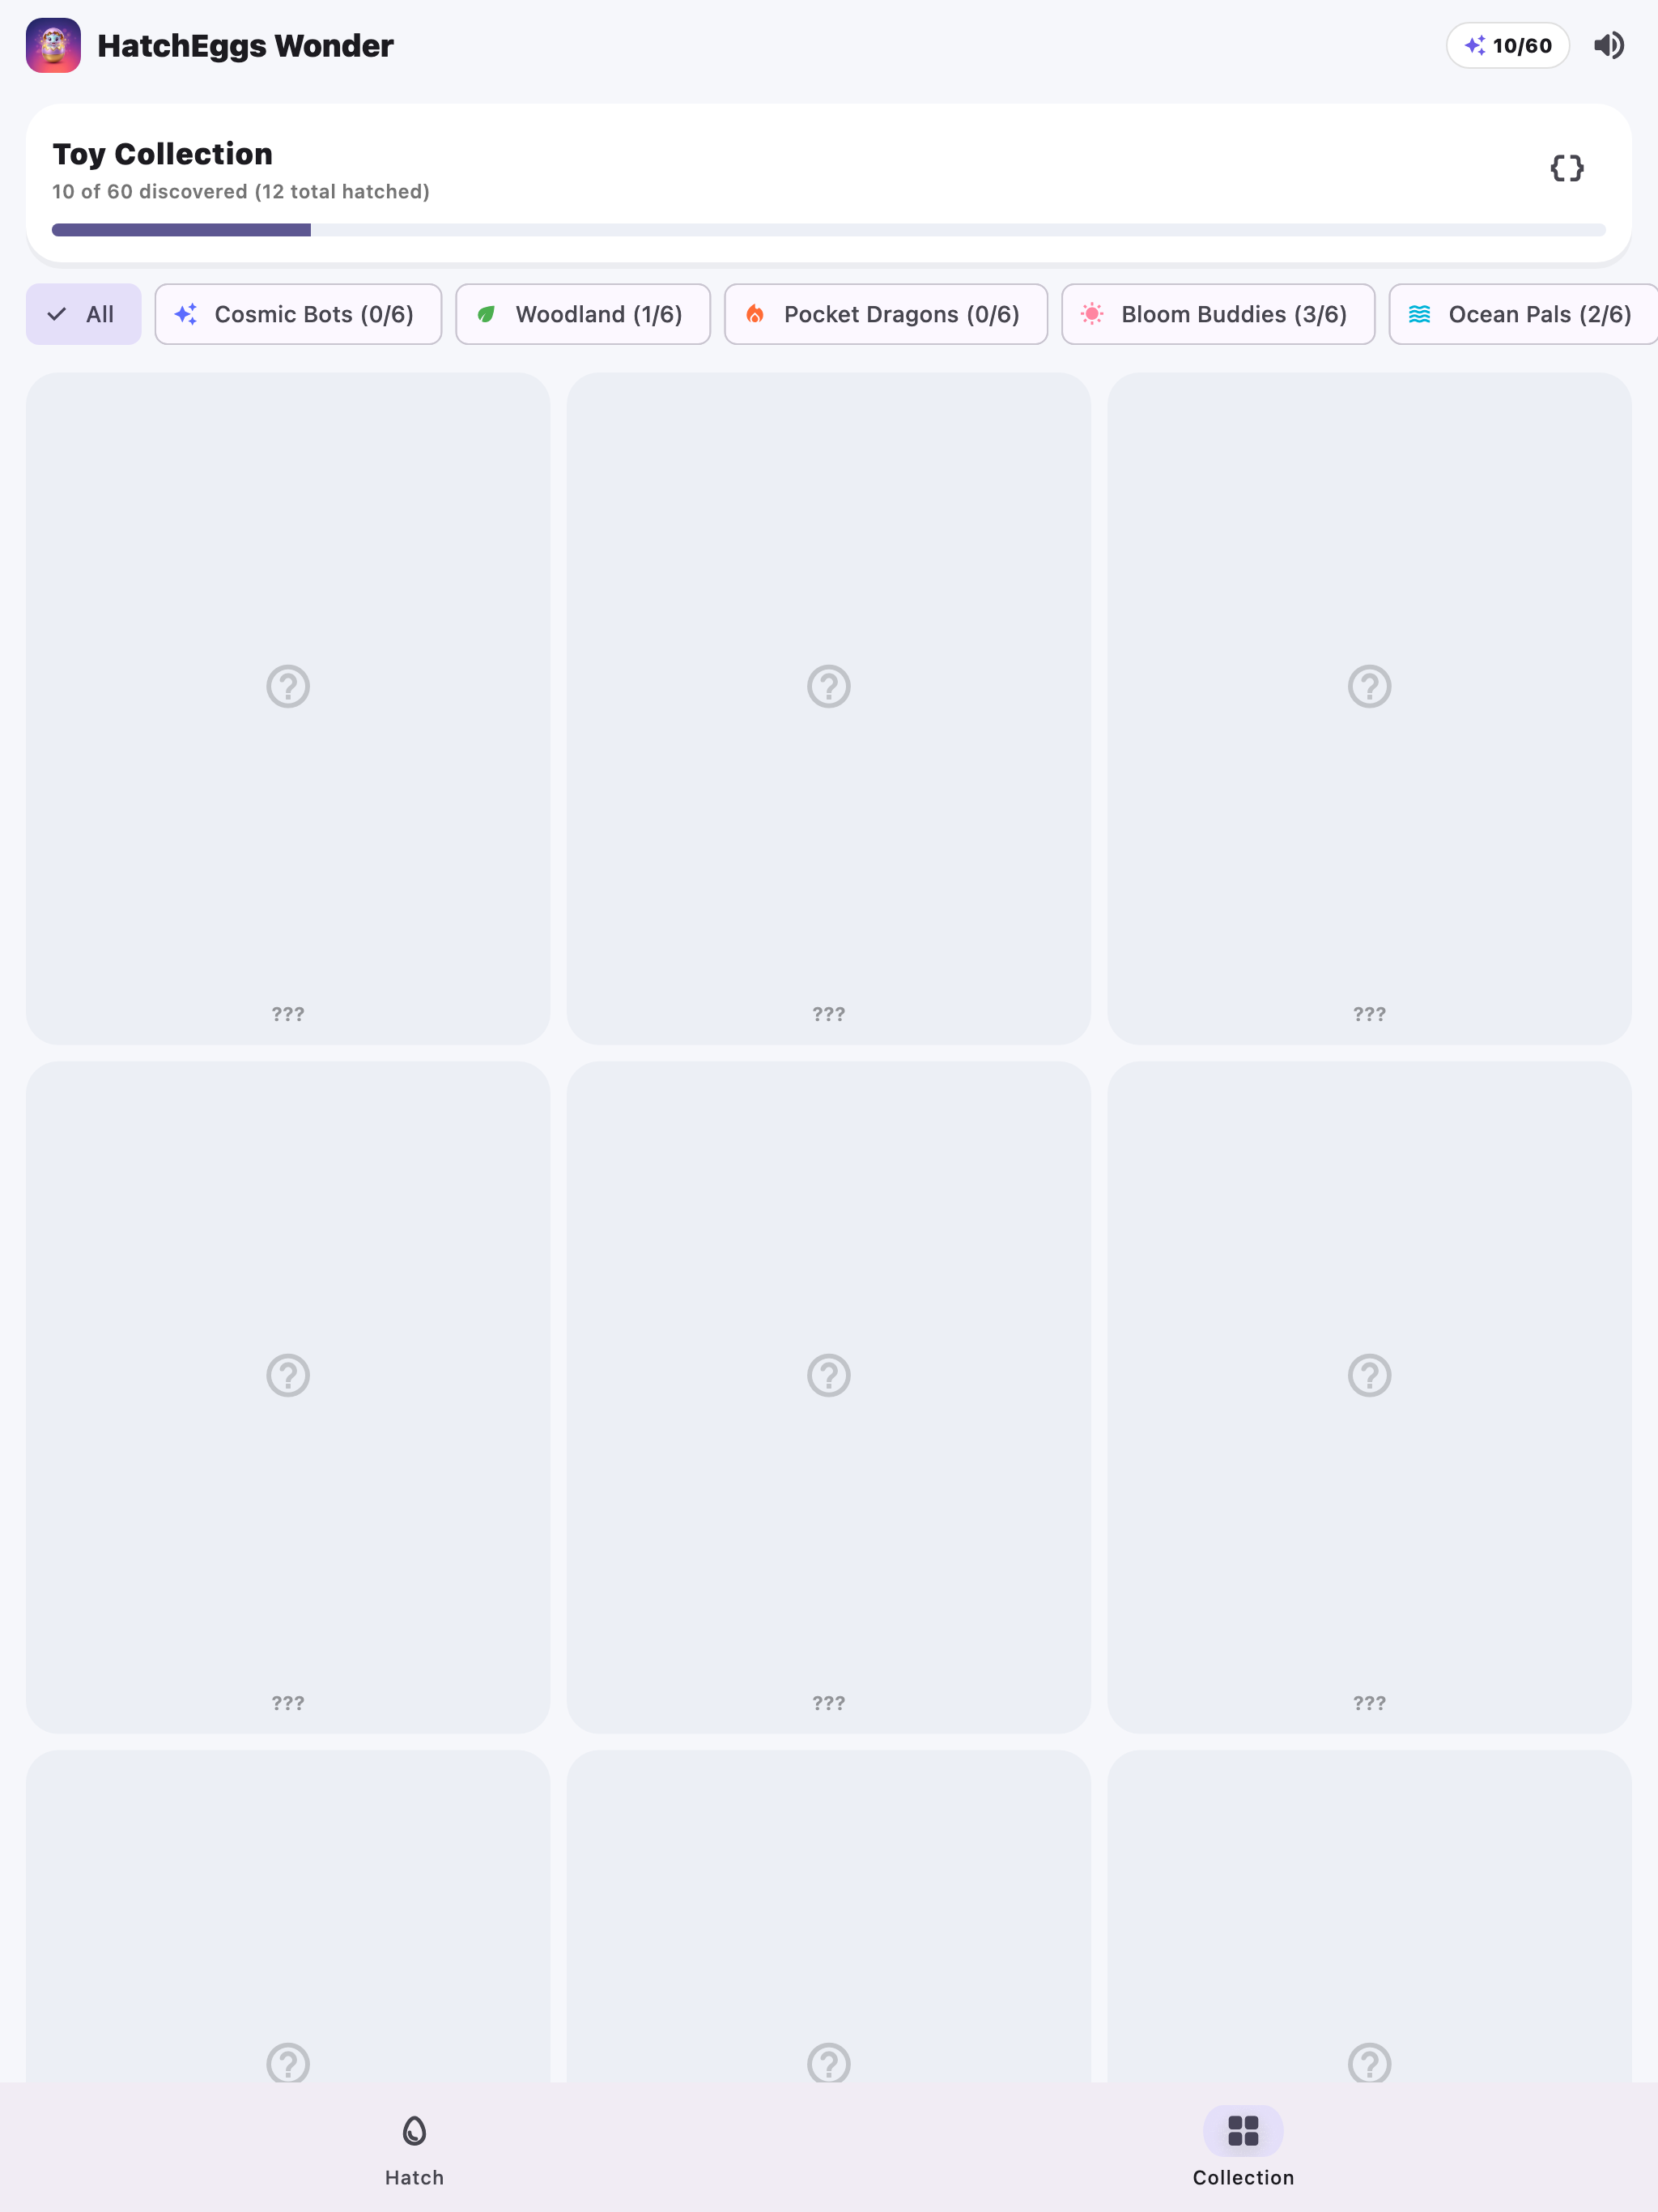 HatchEggs Wonder
10/60
Toy Collection
10 of 60 discovered (12 total hatched)
{}
All
Cosmic Bots (0/6)
Woodland (1/6)
Pocket Dragons (0/6)
Bloom Buddies (3/6)
Ocean Pals (2/6)
???
???
???
???
???
???
Hatch
Collection